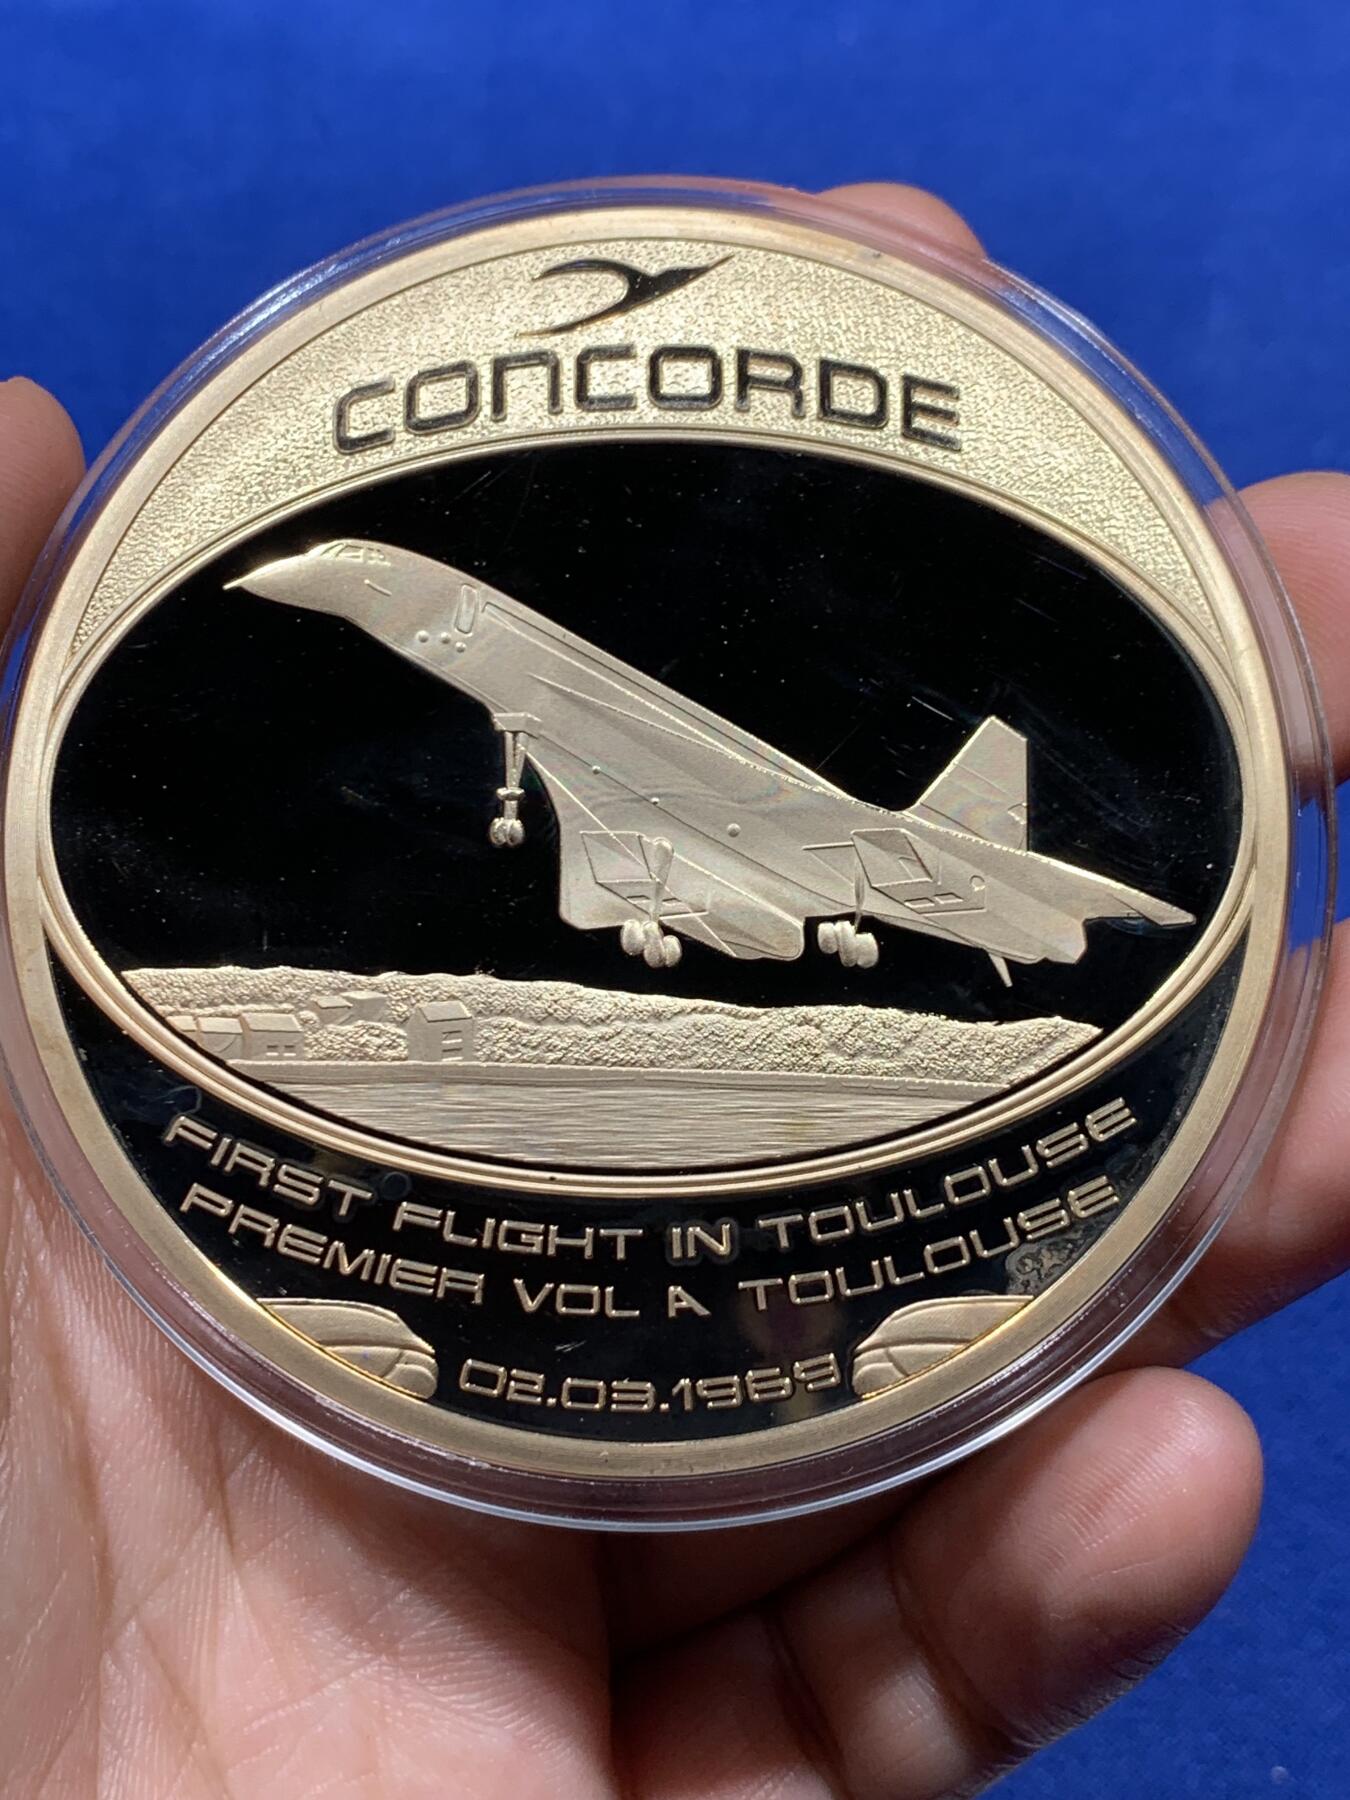 CONCORDE
FIRST FLIGHT IN TOULOUSE
PREMIER VOL A TOULOUSE
02.03.1969